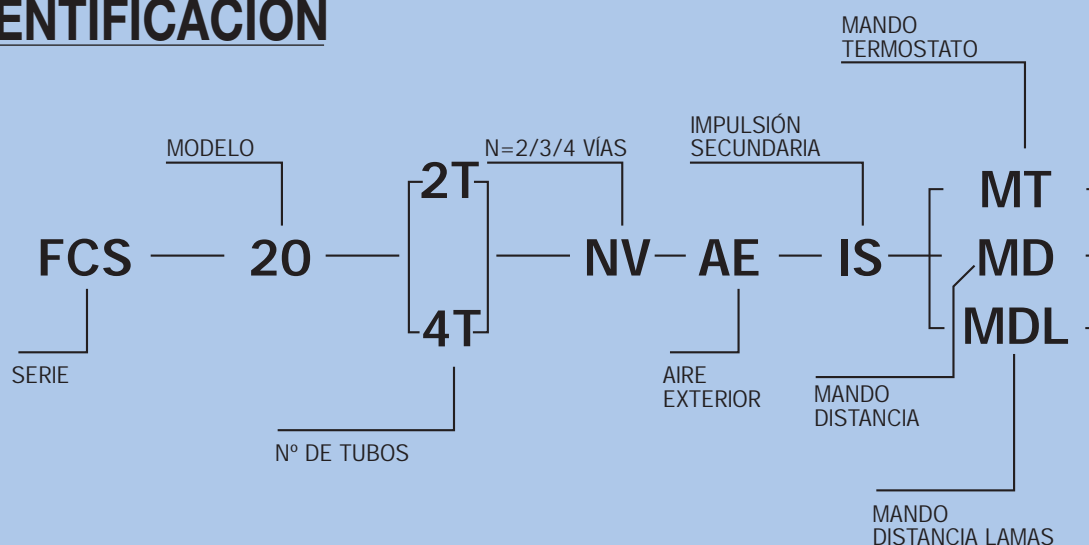 ENTIFICACIÓN
MANDO
TERMOSTATO
IMPULSIÓN
SECUNDARIA
MODELO
N=2/3/4 VÍAS
2T
MT
FCS
20
NV
AE
IS
MD
4T
MDL
SERIE
AIRE
EXTERIOR
MANDO
DISTANCIA
Nº DE TUBOS
MANDO
DISTANCIA LAMAS